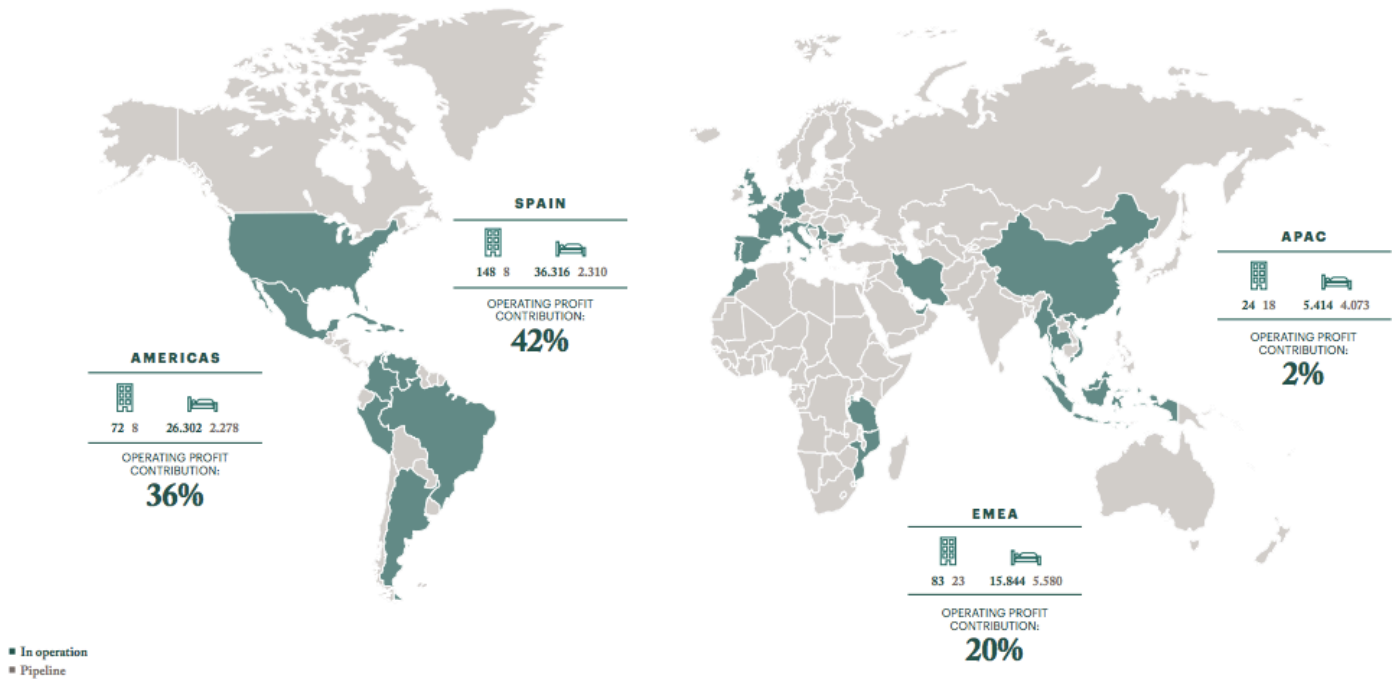 SPAIN
148 8 36.316 2.310
OPERATING PROFIT
CONTRIBUTION:
42%
AMERICAS
72 8 26.302 2.278
OPERATING PROFIT
CONTRIBUTION:
36%
APAC
24 18 5.414 4.073
OPERATING PROFIT
CONTRIBUTION:
2%
EMEA
83 23 15.844 5.580
OPERATING PROFIT
CONTRIBUTION:
20%
In operation
Pipeline